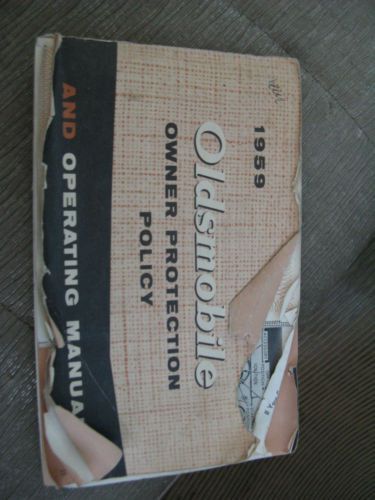 1959
Oldsmobile
OWNER PROTECTION
POLICY
AND OPERATING MANUA